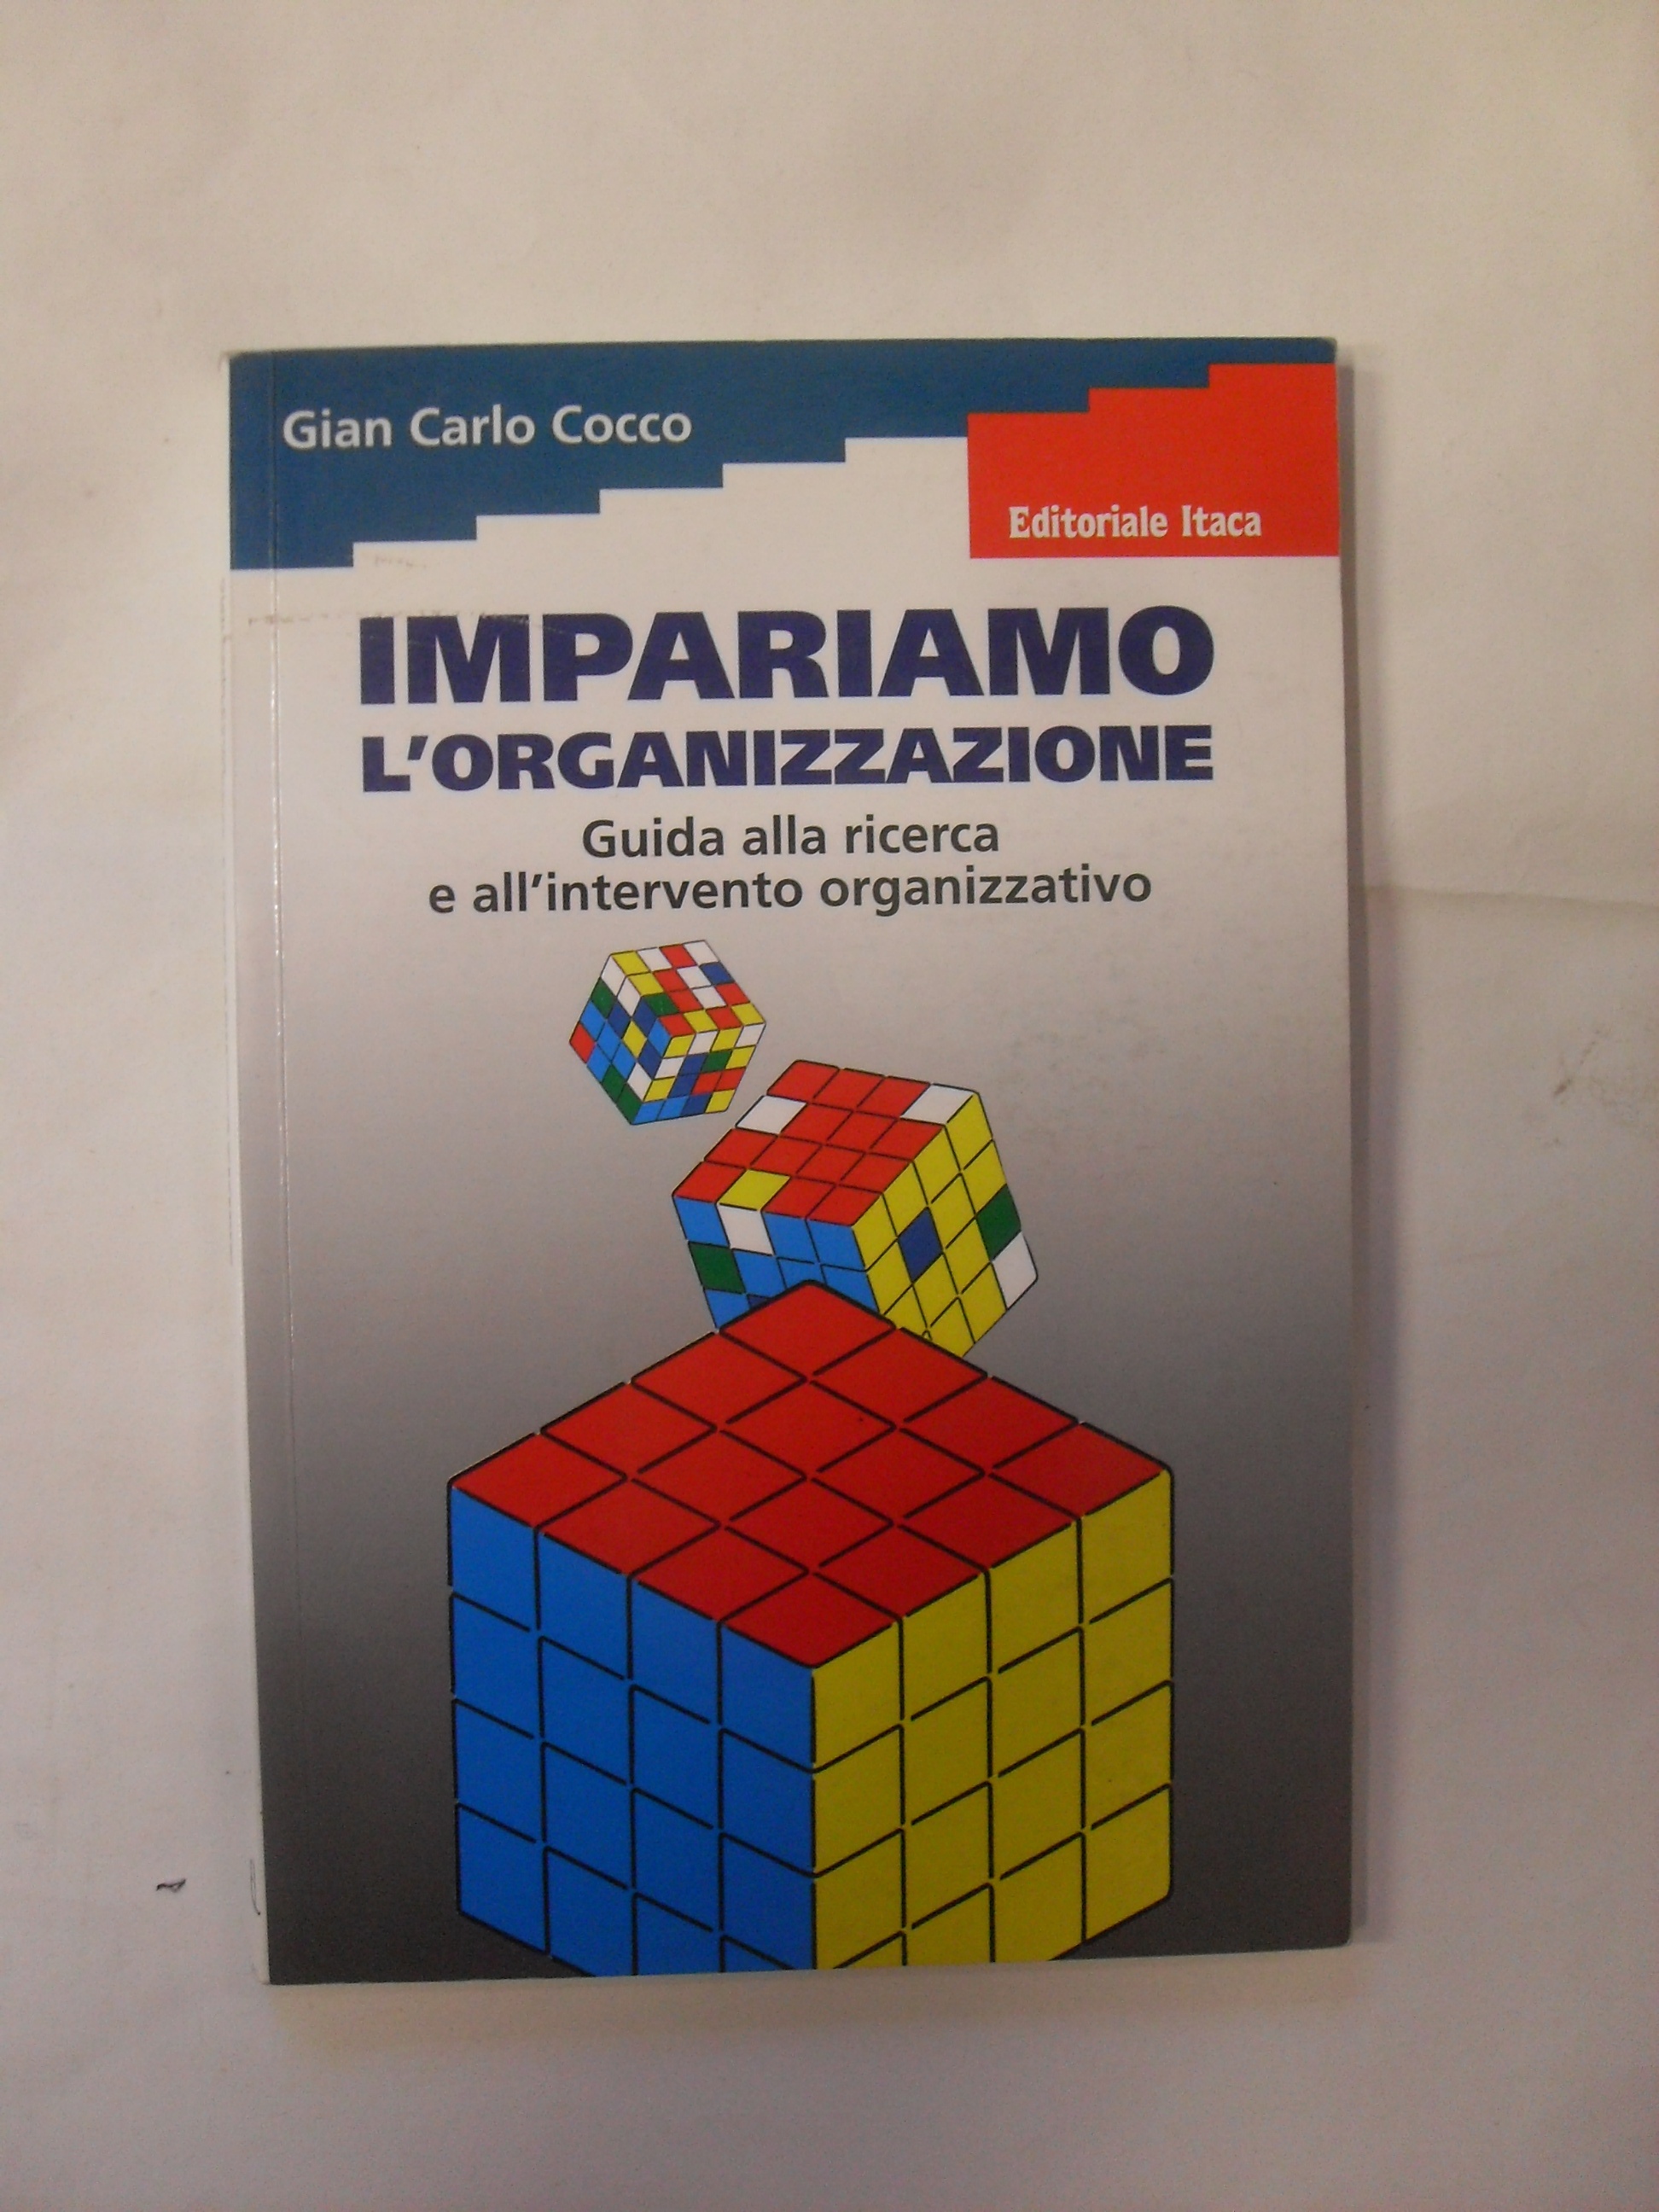 Gian Carlo Cocco
Editoriale Itaca
IMPARIAMO
L'ORGANIZZAZIONE
Guida alla ricerca
e all'intervento organizzativo